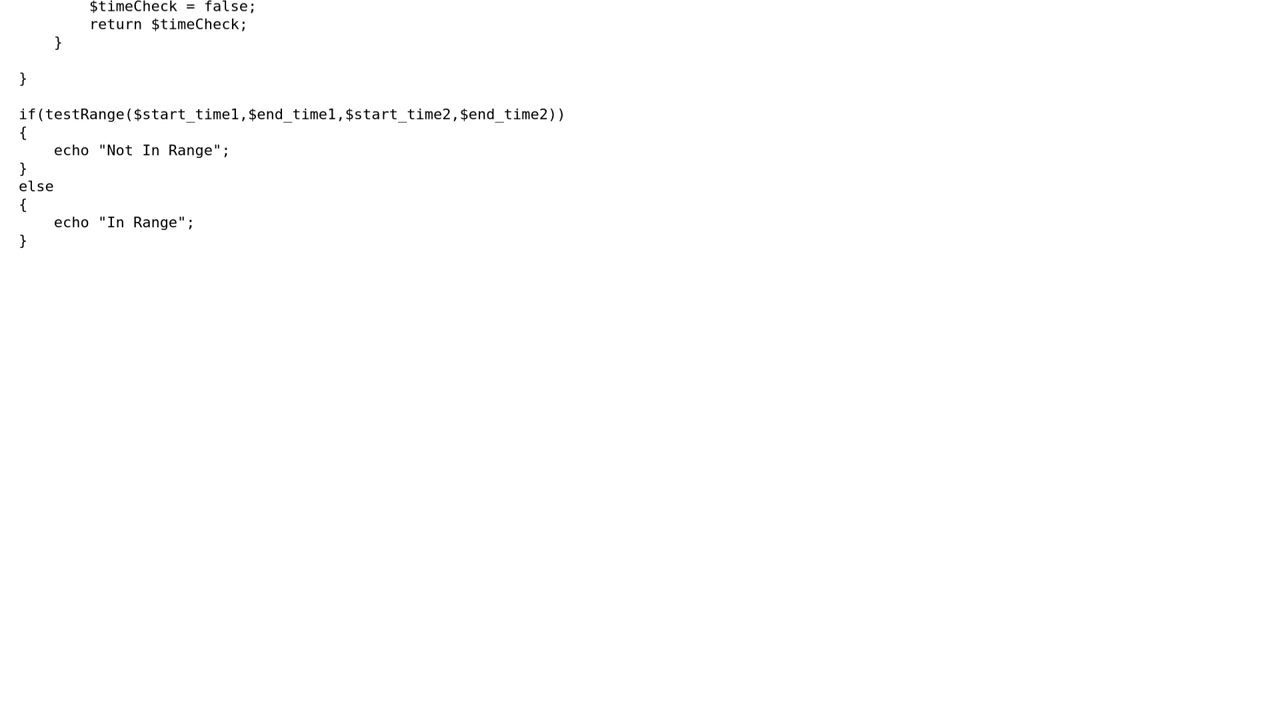 $timeCheck = false;
        return $timeCheck;
    }

}

if(testRange($start_time1,$end_time1,$start_time2,$end_time2))
{
    echo "Not In Range";
}
else
{
    echo "In Range";
}